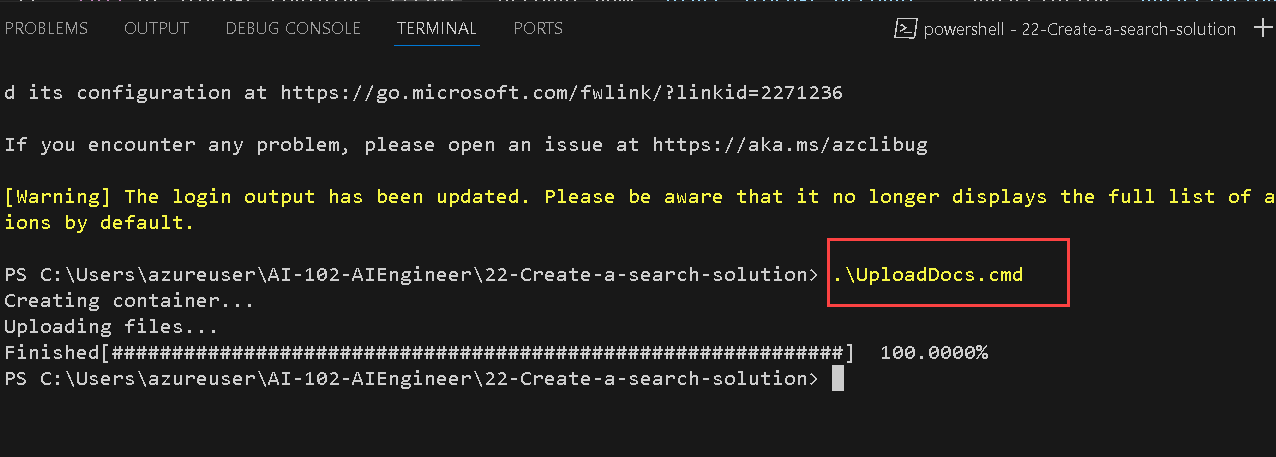 PROBLEMS OUTPUT DEBUG CONSOLE TERMINAL PORTS powershell - 22-Create-a-search-solution
d its configuration at https://go.microsoft.com/fwlink/?linkid=2271236
If you encounter any problem, please open an issue at https://aka.ms/azclibug
[Warning] The login output has been updated. Please be aware that it no longer displays the full list of a
ions by default.
PS C:\Users\azureuser\AI-102-AIEngineer\22-Create-a-search-solution> .\UploadDocs.cmd
Creating container...
Uploading files...
Finished[#############################################################] 100.0000%
PS C:\Users\azureuser\AI-102-AIEngineer\22-Create-a-search-solution>